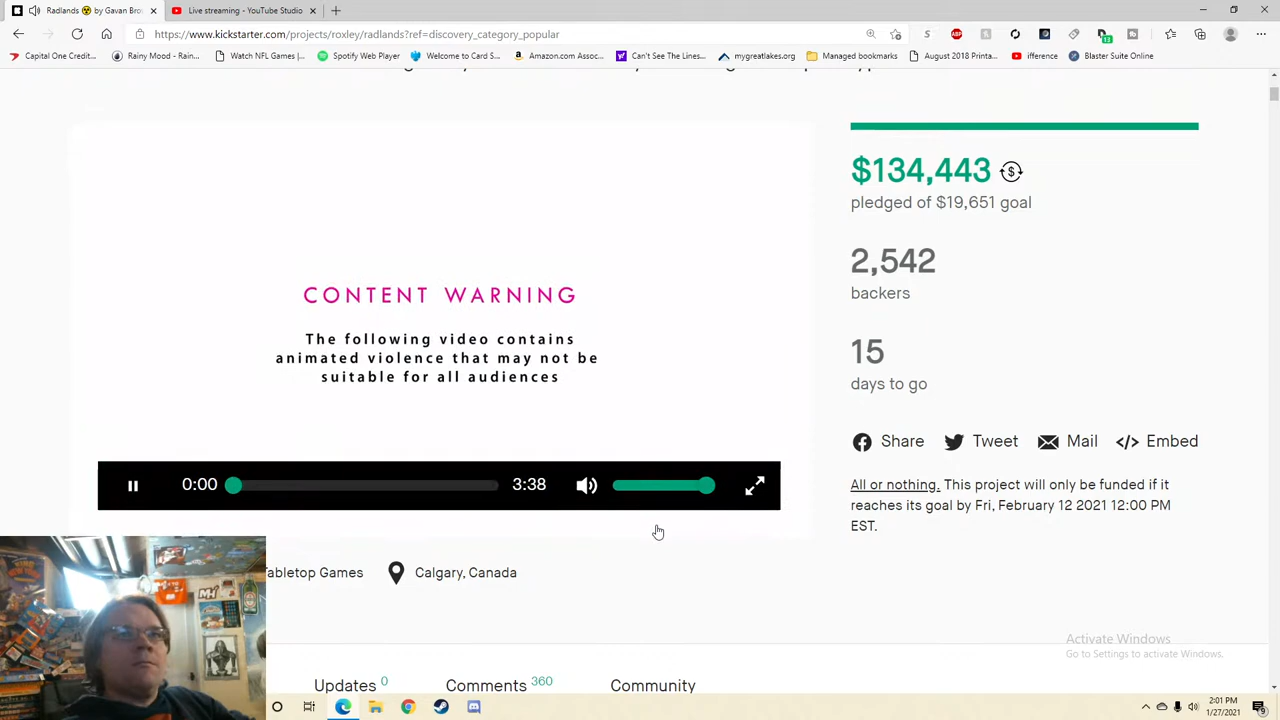 Radlands ☢ by Gavan Bro
Live streaming - YouTube Studio
https://www.kickstarter.com/projects/roxley/radlands?ref=discovery_category_popular
Capital One Credit...
Rainy Mood - Rain...
Watch NFL Games |...
Spotify Web Player
Welcome to Card S...
Amazon.com Assoc...
Can't See The Lines...
mygreatlakes.org
Managed bookmarks
August 2018 Printa...
ifference
Blaster Suite Online
CONTENT WARNING
The following video contains
animated violence that may not be
suitable for all audiences
0:00
3:38
$134,443
pledged of $19,651 goal
2,542
backers
15
days to go
Share
Tweet
Mail
Embed
All or nothing. This project will only be funded if it
reaches its goal by Fri, February 12 2021 12:00 PM
EST.
Tabletop Games
Calgary, Canada
Activate Windows
Go to Settings to activate Windows.
Updates 0
Comments 360
Community
2:01 PM
1/27/2021